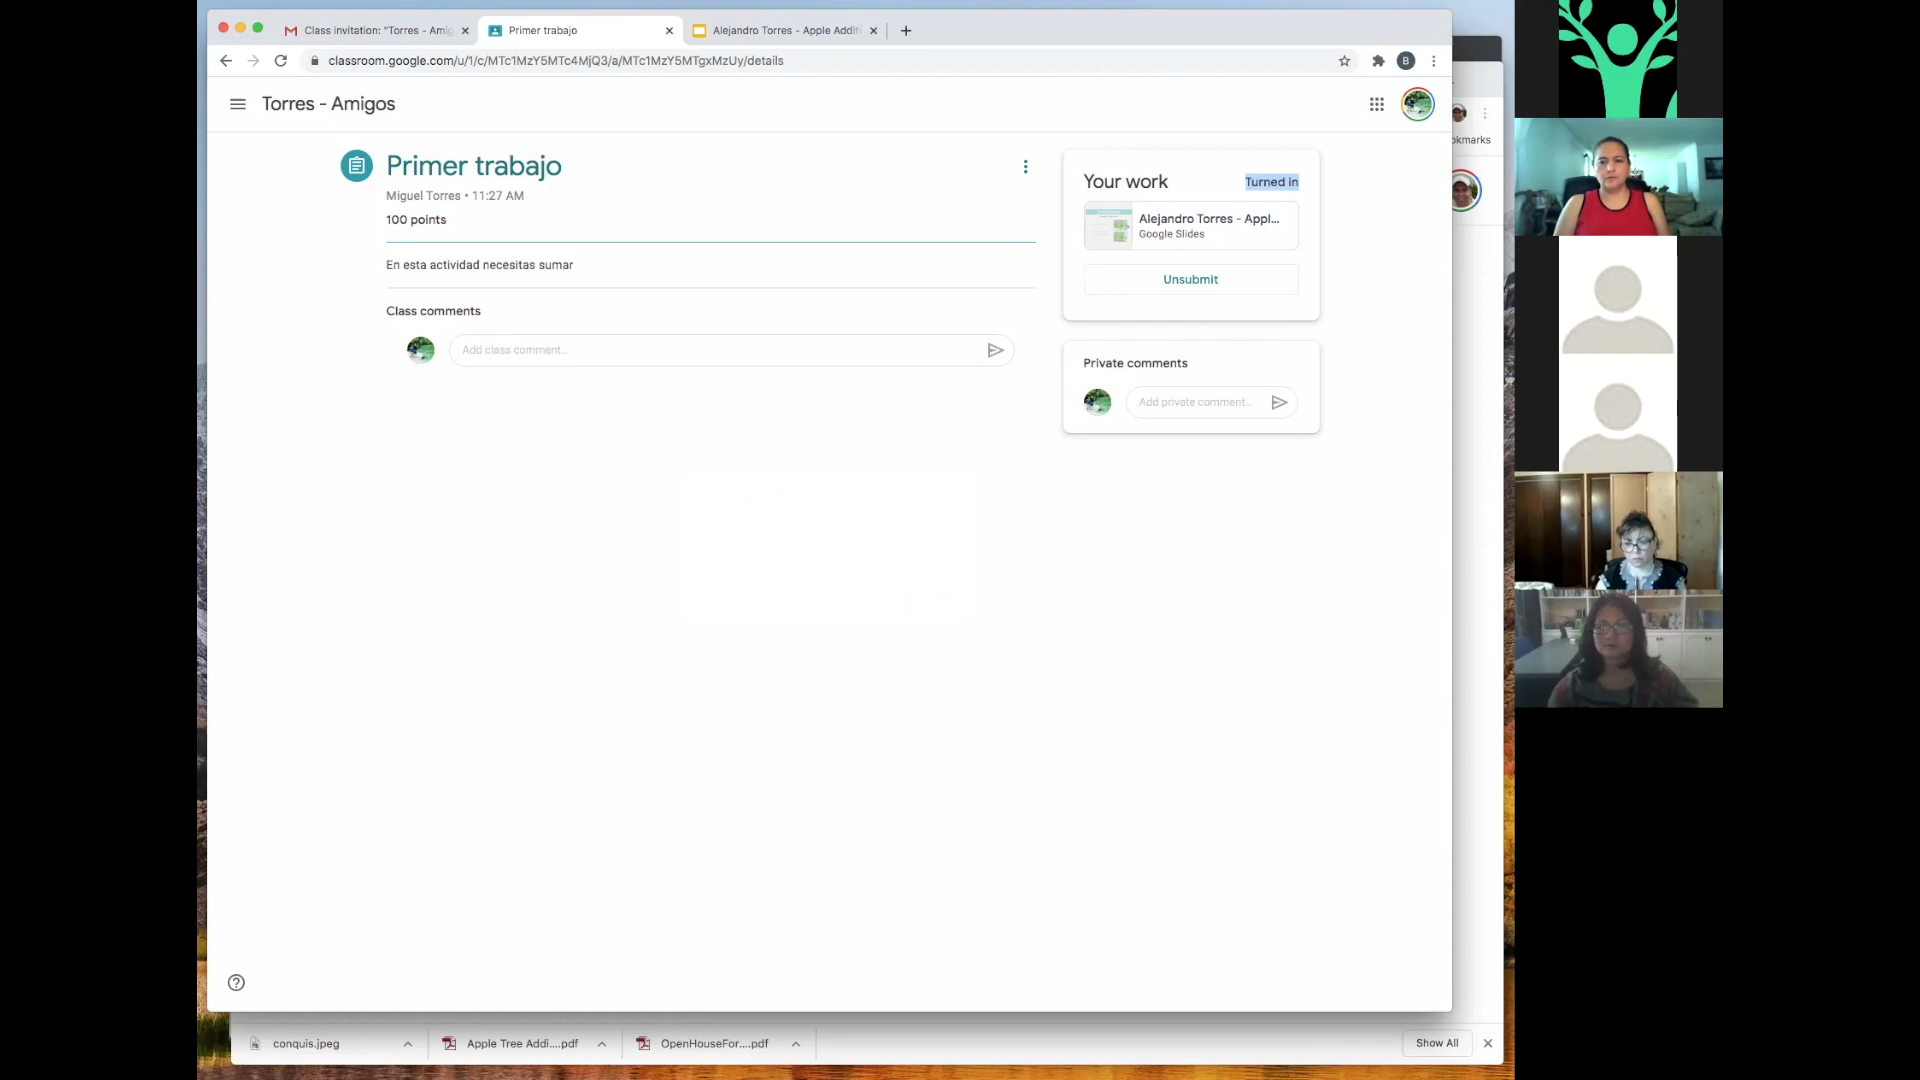 Class invitation: "Torres - Amig
Primer trabajo
Alejandro Torres - Apple Additi
classroom.google.com/u/1/c/MTc1MzY5MTc4MjQ3/a/MTc1MzY5MTgxMzUy/details
B
Torres - Amigos
okmarks
Primer trabajo
Miguel Torres • 11:27 AM
100 points
En esta actividad necesitas sumar
Class comments
Add class comment...
Your work
Turned in
Alejandro Torres - Appl...
Google Slides
Unsubmit
Private comments
Add private comment...
conquis.jpeg
Apple Tree Addi....pdf
OpenHouseFor....pdf
Show All